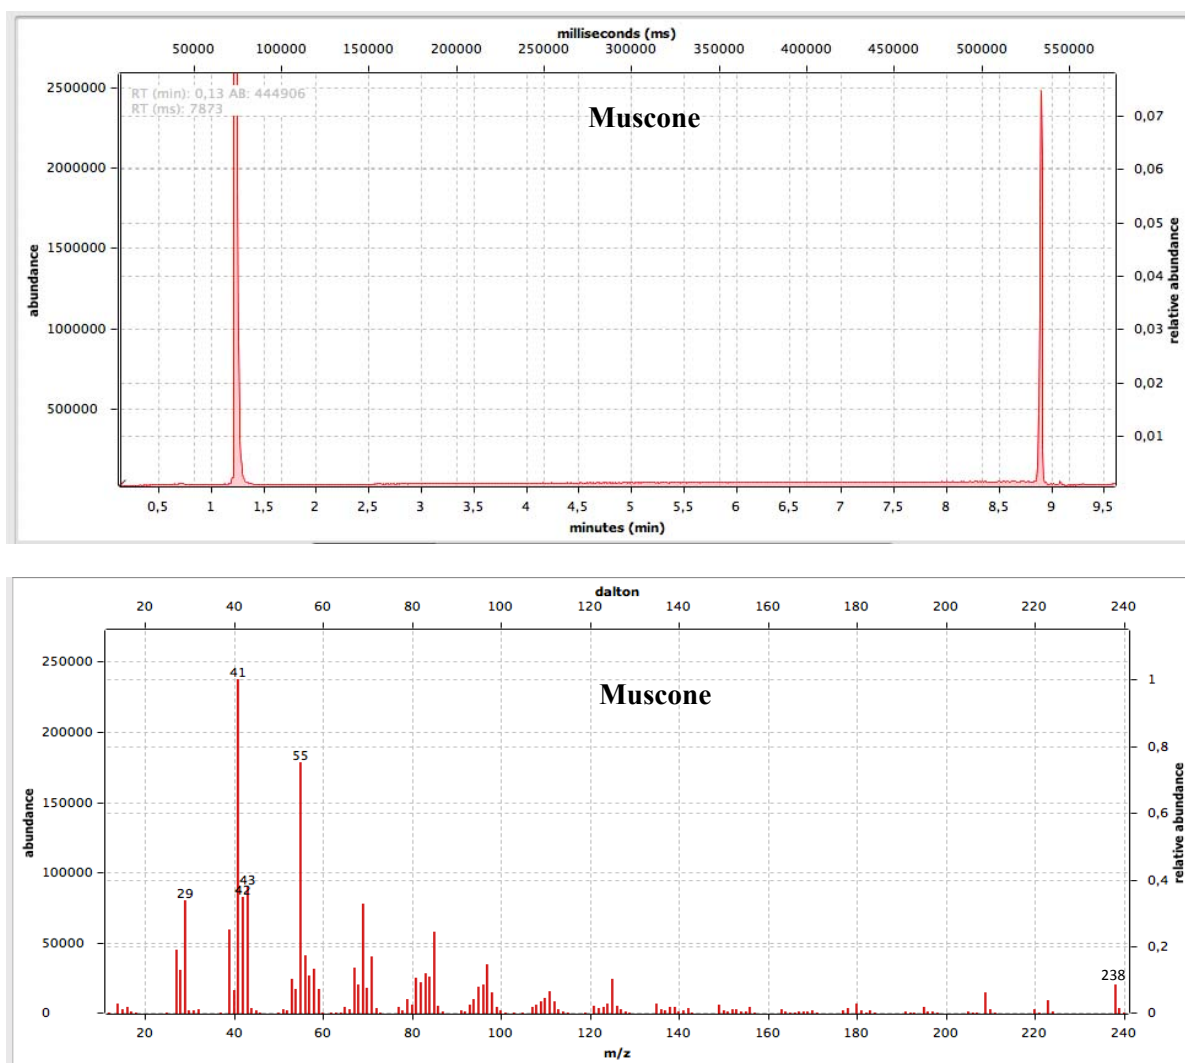 milliseconds (ms)
50000 100000 150000 200000 250000 300000 350000 400000 450000 500000 550000
RT (min): 0,13 AB: 444906
RT (ms): 7873
Muscone
2500000
2000000
1500000
1000000
500000
abundance
0,07
0,06
0,05
0,04
0,03
0,02
0,01
relative abundance
0,5 1 1,5 2 2,5 3 3,5 4 4,5 5 5,5 6 6,5 7 7,5 8 8,5 9 9,5
minutes (min)
dalton
20 40 60 80 100 120 140 160 180 200 220 240
Muscone
250000
200000
150000
100000
50000
0
abundance
41
55
43
42
29
238
1
0,8
0,6
0,4
0,2
0
relative abundance
20 40 60 80 100 120 140 160 180 200 220 240
m/z